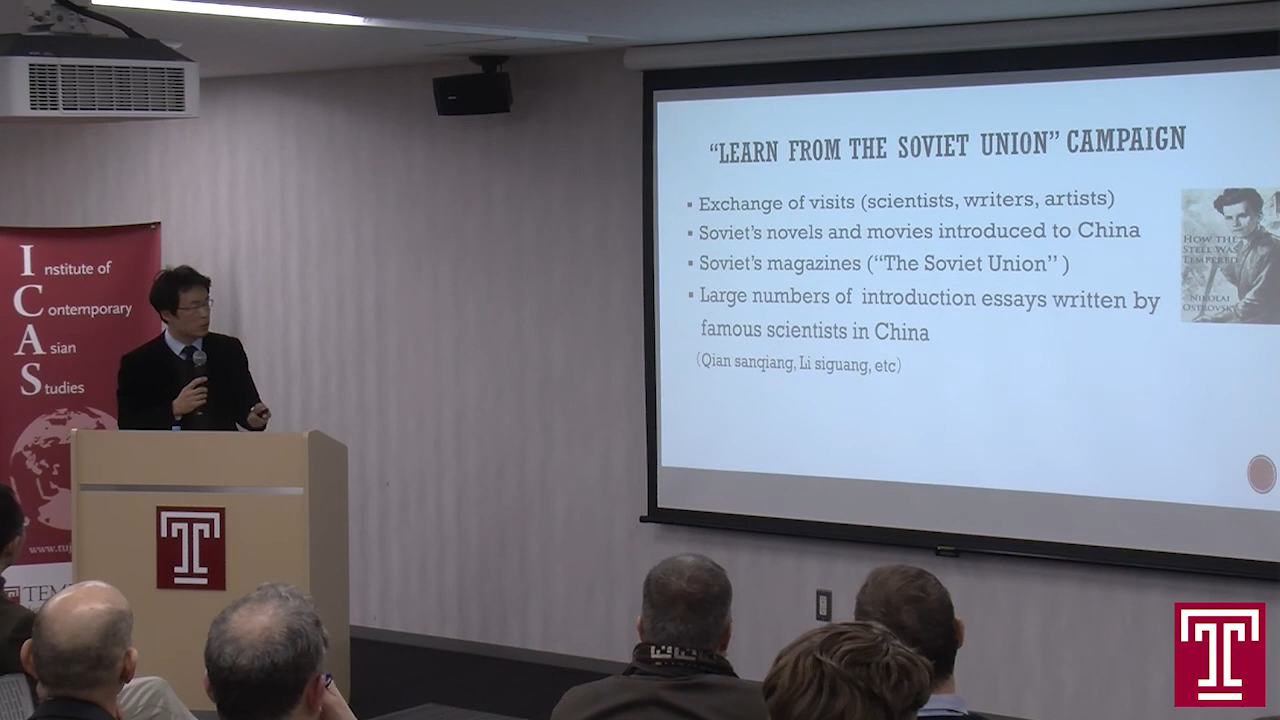 Institute of
Contemporary
Asian
Studies
“LEARN FROM THE SOVIET UNION” CAMPAIGN
▪ Exchange of visits (scientists, writers, artists)
▪ Soviet’s novels and movies introduced to China
▪ Soviet’s magazines (“The Soviet Union” )
▪ Large numbers of introduction essays written by
famous scientists in China
(Qian sanqiang, Li siguang, etc)
HOW THE
STEEL WAS
TEMPERED
NIKOLAI
OSTROVSKY
T
T